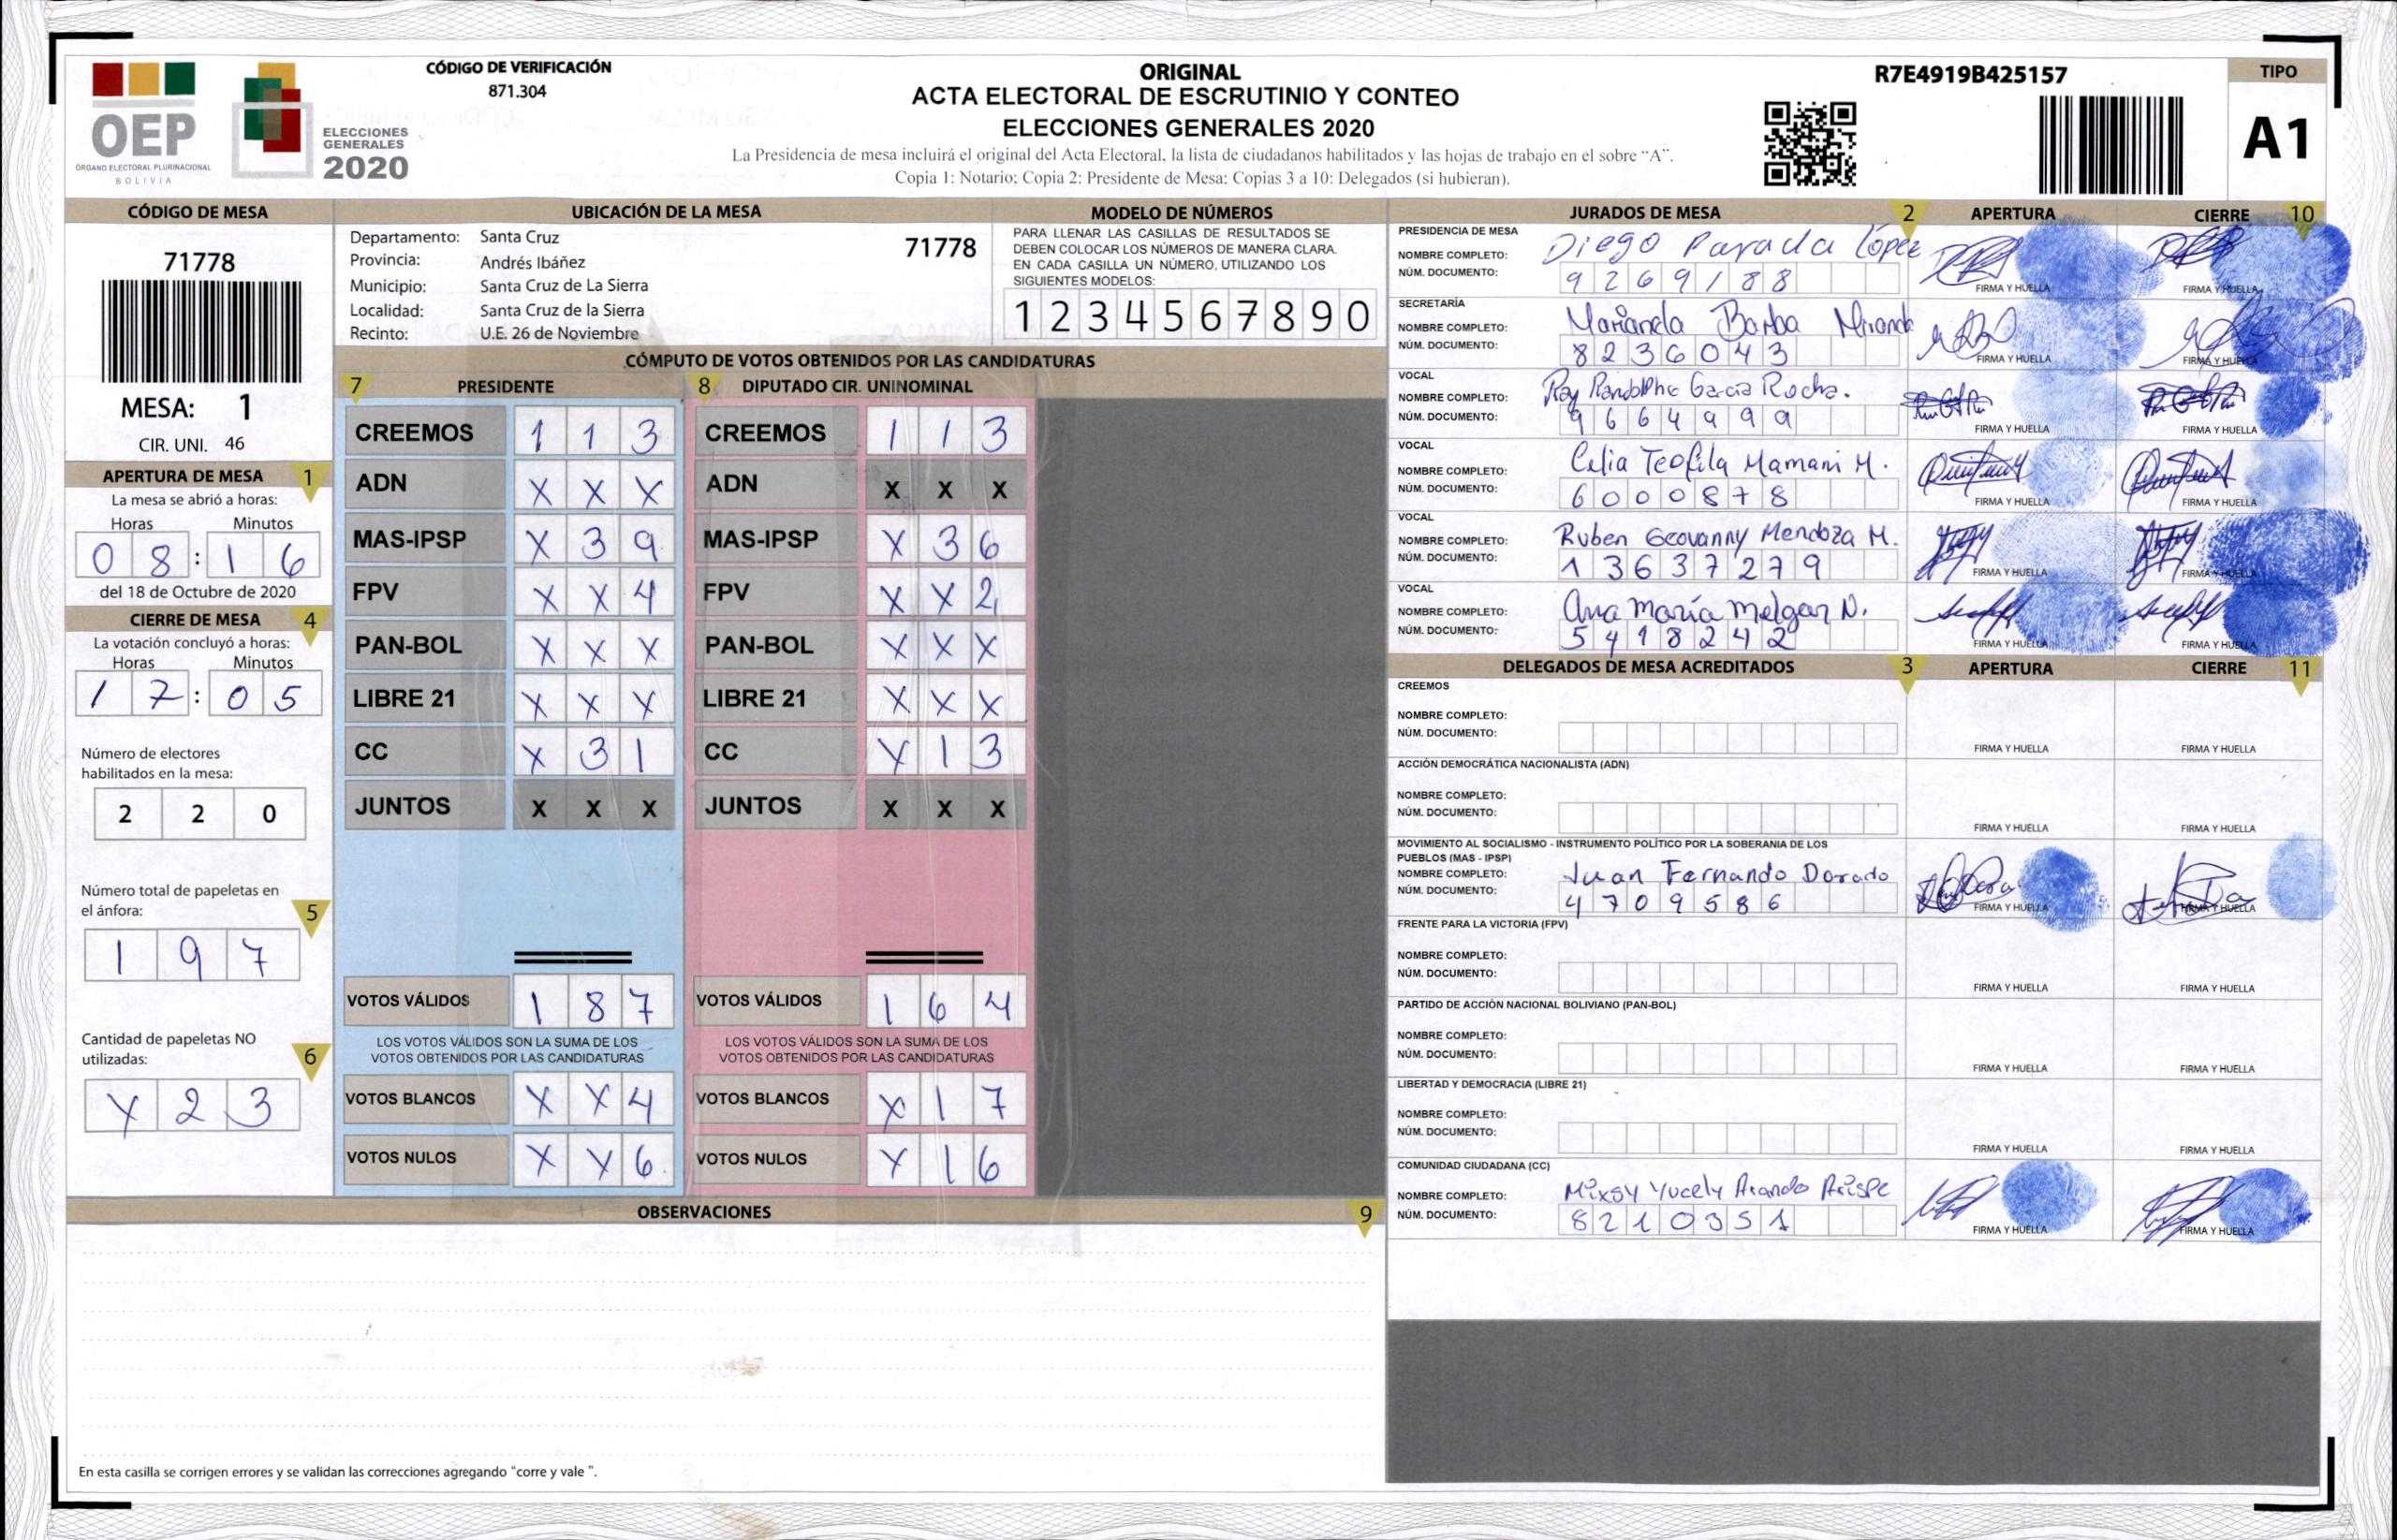 OEP
ÓRGANO ELECTORAL PLURINACIONAL
BOLIVIA
ELECCIONES
GENERALES
2020
CÓDIGO DE VERIFICACIÓN
871.304
ORIGINAL
ACTA ELECTORAL DE ESCRUTINIO Y CONTEO
ELECCIONES GENERALES 2020
La Presidencia de mesa incluirá el original del Acta Electoral, la lista de ciudadanos habilitados y las hojas de trabajo en el sobre “A”.
Copia 1: Notario; Copia 2: Presidente de Mesa: Copias 3 a 10: Delegados (si hubieran).
R7E4919B425157
TIPO
A1
CÓDIGO DE MESA
71778
MESA: 1
CIR. UNI. 46
APERTURA DE MESA 1
La mesa se abrió a horas:
Horas Minutos
08:16
del 18 de Octubre de 2020
CIERRE DE MESA 4
La votación concluyó a horas:
Horas Minutos
17:05
Número de electores
habilitados en la mesa:
2 2 0
Número total de papeletas en
el ánfora: 5
1 9 7
Cantidad de papeletas NO
utilizadas: 6
X 2 3
UBICACIÓN DE LA MESA
Departamento: Santa Cruz 71778
Provincia: Andrés Ibáñez
Municipio: Santa Cruz de La Sierra
Localidad: Santa Cruz de la Sierra
Recinto: U.E. 26 de Noviembre
MODELO DE NÚMEROS
PARA LLENAR LAS CASILLAS DE RESULTADOS SE
DEBEN COLOCAR LOS NÚMEROS DE MANERA CLARA.
EN CADA CASILLA UN NÚMERO, UTILIZANDO LOS
SIGUIENTES MODELOS:
1 2 3 4 5 6 7 8 9 0
CÓMPUTO DE VOTOS OBTENIDOS POR LAS CANDIDATURAS
7 PRESIDENTE 8 DIPUTADO CIR. UNINOMINAL
CREEMOS 1 1 3 CREEMOS 1 1 3
ADN X X X ADN X X X
MAS-IPSP X 3 9 MAS-IPSP X 3 6
FPV X X 4 FPV X X 2
PAN-BOL X X X PAN-BOL X X X
LIBRE 21 X X X LIBRE 21 X X X
CC X 3 1 CC X 1 3
JUNTOS X X X JUNTOS X X X
VOTOS VÁLIDOS 1 8 7 VOTOS VÁLIDOS 1 6 4
LOS VOTOS VÁLIDOS SON LA SUMA DE LOS LOS VOTOS VÁLIDOS SON LA SUMA DE LOS
VOTOS OBTENIDOS POR LAS CANDIDATURAS VOTOS OBTENIDOS POR LAS CANDIDATURAS
VOTOS BLANCOS X X 4 VOTOS BLANCOS X 1 7
VOTOS NULOS X X 6 VOTOS NULOS X 1 6
OBSERVACIONES 9
En esta casilla se corrigen errores y se validan las correcciones agregando “corre y vale ”.
JURADOS DE MESA 2 APERTURA CIERRE 10
PRESIDENCIA DE MESA
NOMBRE COMPLETO: Diego Parada López
NÚM. DOCUMENTO: 9269188
FIRMA Y HUELLA FIRMA Y HUELLA
SECRETARÍA
NOMBRE COMPLETO: Marianela Barba
NÚM. DOCUMENTO: 8236043
FIRMA Y HUELLA FIRMA Y HUELLA
VOCAL
NOMBRE COMPLETO: Roy Randolpho Garcia Rocha.
NÚM. DOCUMENTO: 9664999
FIRMA Y HUELLA FIRMA Y HUELLA
VOCAL
NOMBRE COMPLETO: Celia Teofila Mamani M.
NÚM. DOCUMENTO: 6000878
FIRMA Y HUELLA FIRMA Y HUELLA
VOCAL
NOMBRE COMPLETO: Ruben Geovanny Mendoza M.
NÚM. DOCUMENTO: 13637279
FIRMA Y HUELLA FIRMA Y HUELLA
VOCAL
NOMBRE COMPLETO: Ana María Melgar N.
NÚM. DOCUMENTO: 5418242
FIRMA Y HUELLA FIRMA Y HUELLA
DELEGADOS DE MESA ACREDITADOS 3 APERTURA CIERRE 11
CREEMOS
NOMBRE COMPLETO:
NÚM. DOCUMENTO:
FIRMA Y HUELLA FIRMA Y HUELLA
ACCIÓN DEMOCRÁTICA NACIONALISTA (ADN)
NOMBRE COMPLETO:
NÚM. DOCUMENTO:
FIRMA Y HUELLA FIRMA Y HUELLA
MOVIMIENTO AL SOCIALISMO - INSTRUMENTO POLÍTICO POR LA SOBERANIA DE LOS
PUEBLOS (MAS - IPSP)
NOMBRE COMPLETO: Juan Fernando Dorado
NÚM. DOCUMENTO: 4709586
FIRMA Y HUELLA FIRMA Y HUELLA
FRENTE PARA LA VICTORIA (FPV)
NOMBRE COMPLETO:
NÚM. DOCUMENTO:
FIRMA Y HUELLA FIRMA Y HUELLA
PARTIDO DE ACCIÓN NACIONAL BOLIVIANO (PAN-BOL)
NOMBRE COMPLETO:
NÚM. DOCUMENTO:
FIRMA Y HUELLA FIRMA Y HUELLA
LIBERTAD Y DEMOCRACIA (LIBRE 21)
NOMBRE COMPLETO:
NÚM. DOCUMENTO:
FIRMA Y HUELLA FIRMA Y HUELLA
COMUNIDAD CIUDADANA (CC)
NOMBRE COMPLETO: Yucely
NÚM. DOCUMENTO: 8210351
FIRMA Y HUELLA FIRMA Y HUELLA